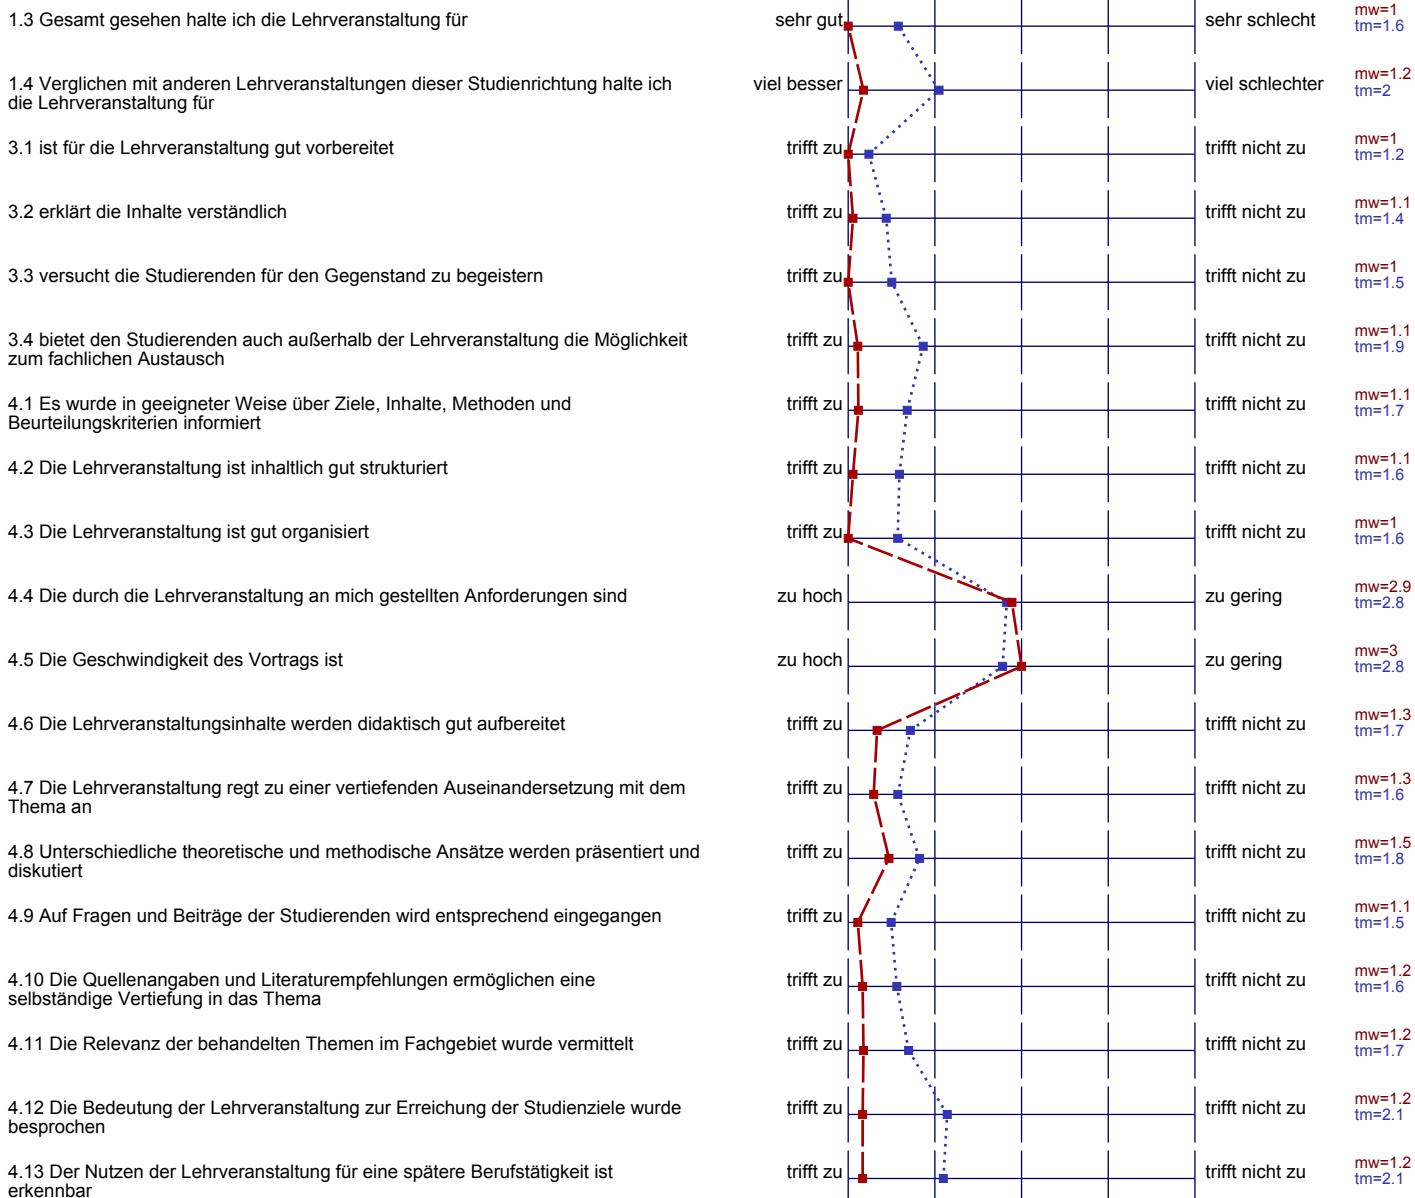 1.3 Gesamt gesehen halte ich die Lehrveranstaltung für
sehr gut
sehr schlecht
mw=1
tm=1.6
1.4 Verglichen mit anderen Lehrveranstaltungen dieser Studienrichtung halte ich
die Lehrveranstaltung für
viel besser
viel schlechter
mw=1.2
tm=2
3.1 ist für die Lehrveranstaltung gut vorbereitet
trifft zu
trifft nicht zu
mw=1
tm=1.2
3.2 erklärt die Inhalte verständlich
trifft zu
trifft nicht zu
mw=1.1
tm=1.4
3.3 versucht die Studierenden für den Gegenstand zu begeistern
trifft zu
trifft nicht zu
mw=1
tm=1.5
3.4 bietet den Studierenden auch außerhalb der Lehrveranstaltung die Möglichkeit
zum fachlichen Austausch
trifft zu
trifft nicht zu
mw=1.1
tm=1.9
4.1 Es wurde in geeigneter Weise über Ziele, Inhalte, Methoden und
Beurteilungskriterien informiert
trifft zu
trifft nicht zu
mw=1.1
tm=1.7
4.2 Die Lehrveranstaltung ist inhaltlich gut strukturiert
trifft zu
trifft nicht zu
mw=1.1
tm=1.6
4.3 Die Lehrveranstaltung ist gut organisiert
trifft zu
trifft nicht zu
mw=1
tm=1.6
4.4 Die durch die Lehrveranstaltung an mich gestellten Anforderungen sind
zu hoch
zu gering
mw=2.9
tm=2.8
4.5 Die Geschwindigkeit des Vortrags ist
zu hoch
zu gering
mw=3
tm=2.8
4.6 Die Lehrveranstaltungsinhalte werden didaktisch gut aufbereitet
trifft zu
trifft nicht zu
mw=1.3
tm=1.7
4.7 Die Lehrveranstaltung regt zu einer vertiefenden Auseinandersetzung mit dem
Thema an
trifft zu
trifft nicht zu
mw=1.3
tm=1.6
4.8 Unterschiedliche theoretische und methodische Ansätze werden präsentiert und
diskutiert
trifft zu
trifft nicht zu
mw=1.5
tm=1.8
4.9 Auf Fragen und Beiträge der Studierenden wird entsprechend eingegangen
trifft zu
trifft nicht zu
mw=1.1
tm=1.5
4.10 Die Quellenangaben und Literaturempfehlungen ermöglichen eine
selbständige Vertiefung in das Thema
trifft zu
trifft nicht zu
mw=1.2
tm=1.6
4.11 Die Relevanz der behandelten Themen im Fachgebiet wurde vermittelt
trifft zu
trifft nicht zu
mw=1.2
tm=1.7
4.12 Die Bedeutung der Lehrveranstaltung zur Erreichung der Studienziele wurde
besprochen
trifft zu
trifft nicht zu
mw=1.2
tm=2.1
4.13 Der Nutzen der Lehrveranstaltung für eine spätere Berufstätigkeit ist
erkennbar
trifft zu
trifft nicht zu
mw=1.2
tm=2.1